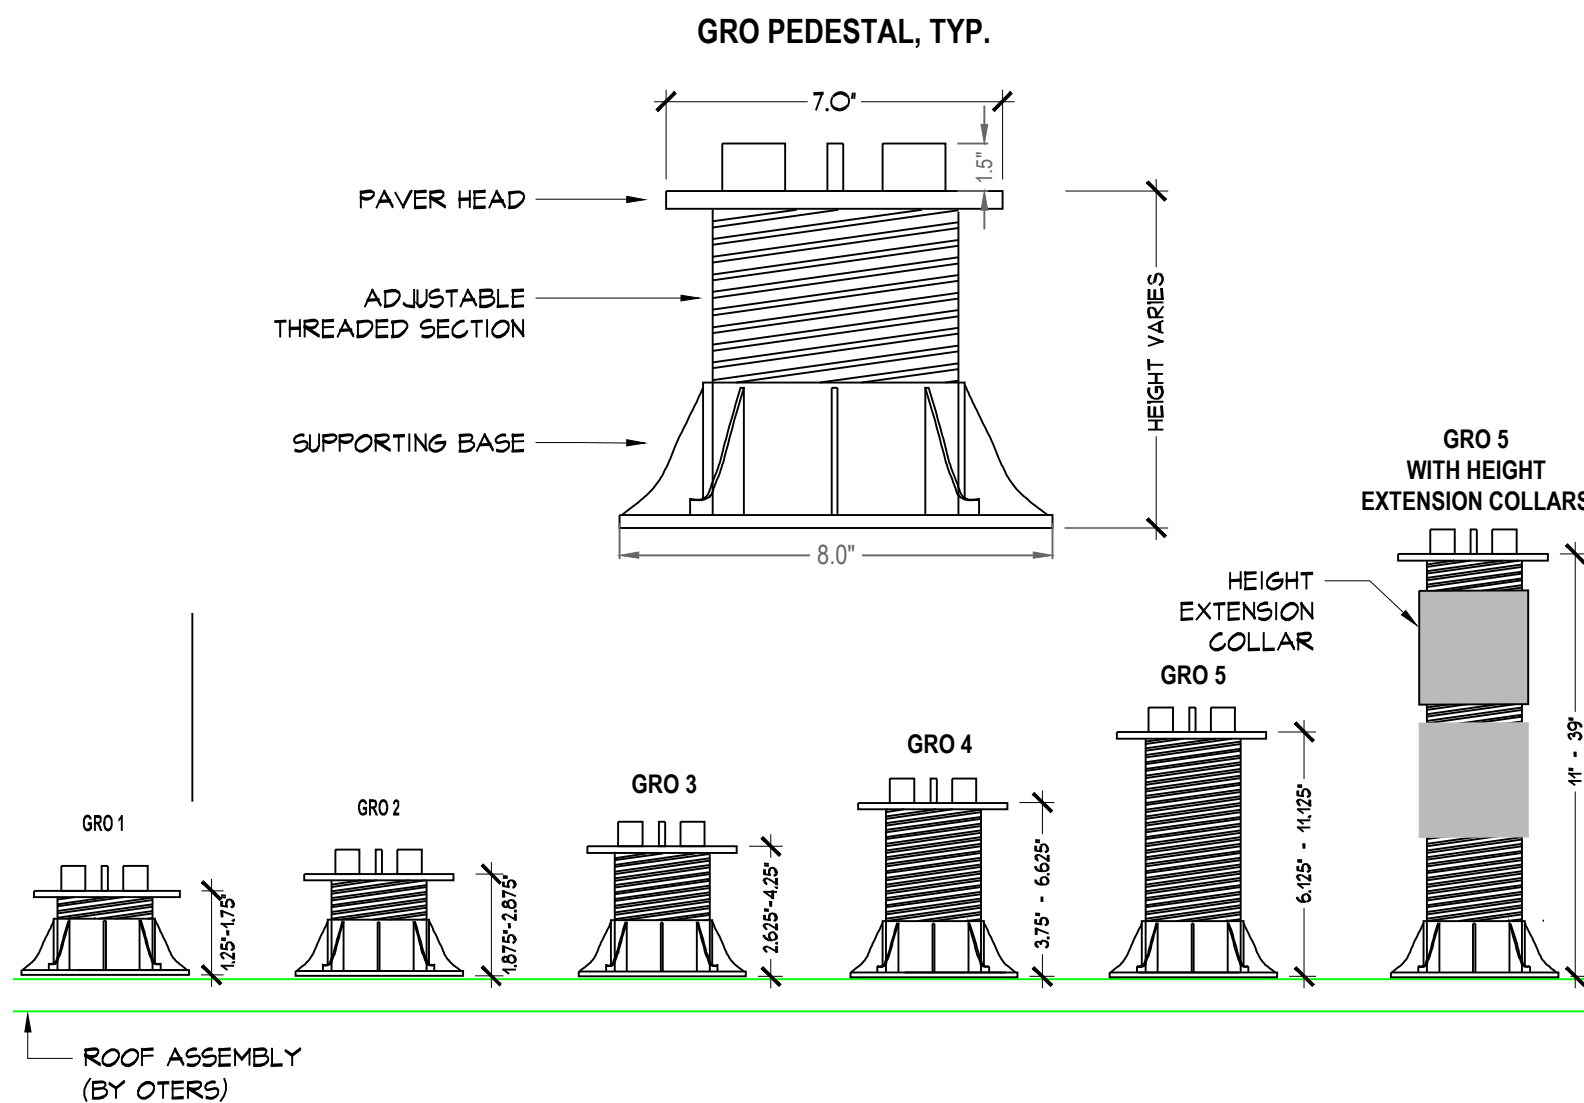 GRO PEDESTAL, TYP.
7.0"
1.5"
PAVER HEAD
ADJUSTABLE
THREADED SECTION
HEIGHT VARIES
SUPPORTING BASE
8.0"
GRO 5
WITH HEIGHT
EXTENSION COLLARS
HEIGHT
EXTENSION
COLLAR
GRO 5
GRO 4
GRO 3
GRO 2
GRO 1
1.25"-1.75"
1.875"-2.875"
2.625"-4.25"
3.75" - 6.625"
6.125" - 11.125"
11" - 39"
ROOF ASSEMBLY
(BY OTERS)